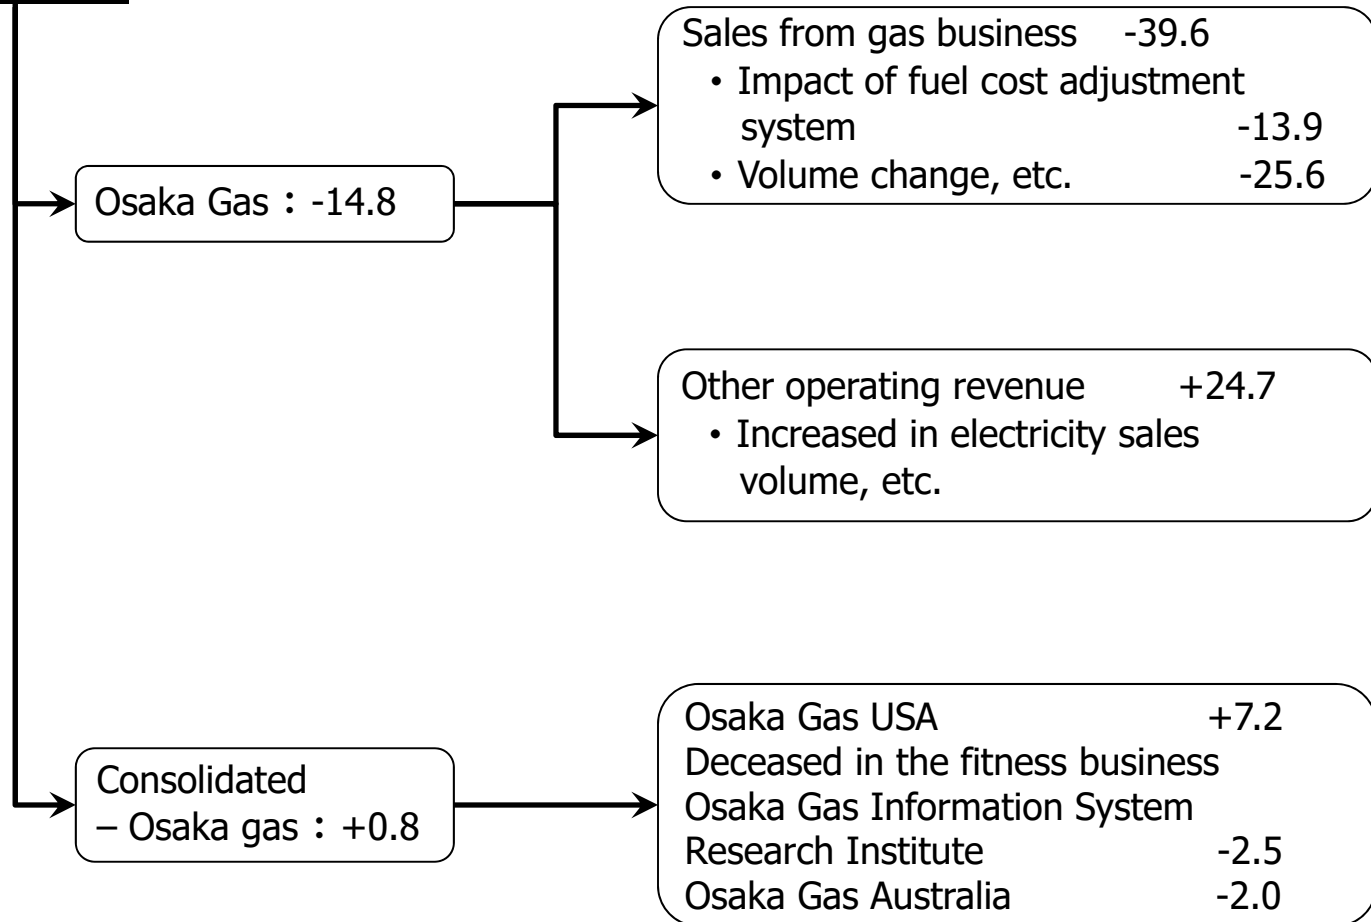 Sales from gas business -39.6
• Impact of fuel cost adjustment
system -13.9
• Volume change, etc. -25.6
Osaka Gas : -14.8
Other operating revenue +24.7
• Increased in electricity sales
volume, etc.
Consolidated
– Osaka gas : +0.8
Osaka Gas USA +7.2
Deceased in the fitness business
Osaka Gas Information System
Research Institute -2.5
Osaka Gas Australia -2.0